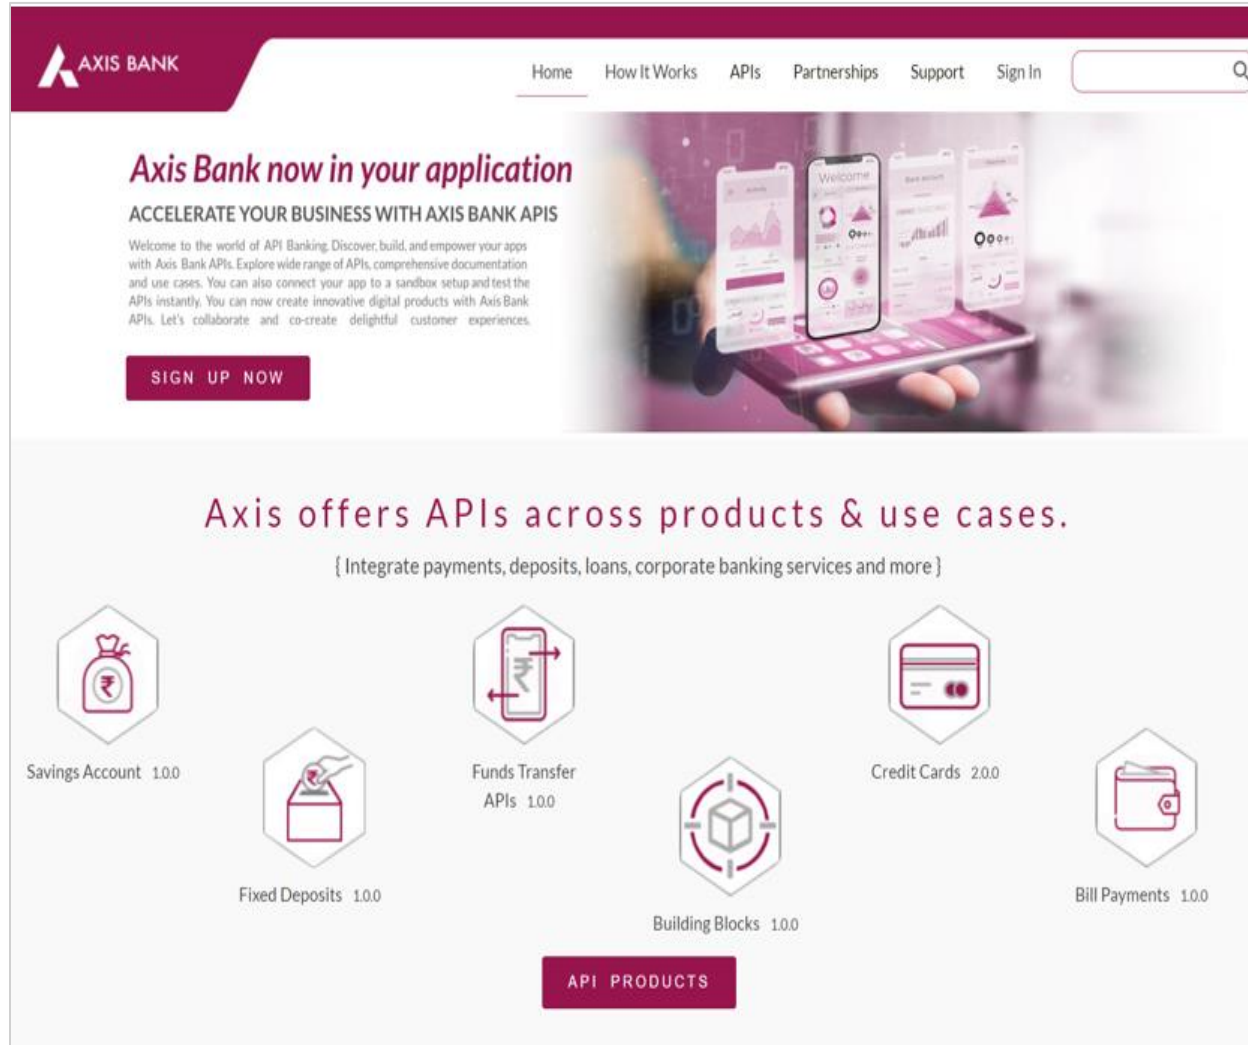 AXIS BANK
Home How It Works APIs Partnerships Support Sign In
Axis Bank now in your application
ACCELERATE YOUR BUSINESS WITH AXIS BANK APIS
Welcome to the world of API Banking. Discover, build, and empower your apps
with Axis Bank APIs. Explore wide range of APIs, comprehensive documentation
and use cases. You can also connect your app to a sandbox setup and test the
APIs instantly. You can now create innovative digital products with Axis Bank
APIs. Let's collaborate and co-create delightful customer experiences.
SIGN UP NOW
Welcome
Bank account
Axis offers APIs across products & use cases.
{ Integrate payments, deposits, loans, corporate banking services and more }
Savings Account 1.0.0
Fixed Deposits 1.0.0
Funds Transfer
APIs 1.0.0
Building Blocks 1.0.0
Credit Cards 2.0.0
Bill Payments 1.0.0
API PRODUCTS